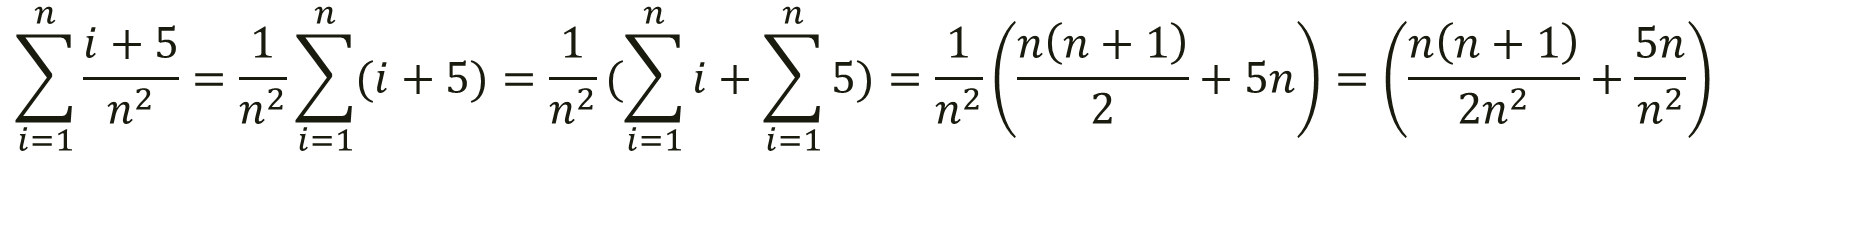 $\sum_{i=1}^{n} \frac{i+5}{n^2} = \frac{1}{n^2} \sum_{i=1}^{n} (i+5) = \frac{1}{n^2} (\sum_{i=1}^{n} i + \sum_{i=1}^{n} 5) = \frac{1}{n^2} \left( \frac{n(n+1)}{2} + 5n \right) = \left( \frac{n(n+1)}{2n^2} + \frac{5n}{n^2} \right)$